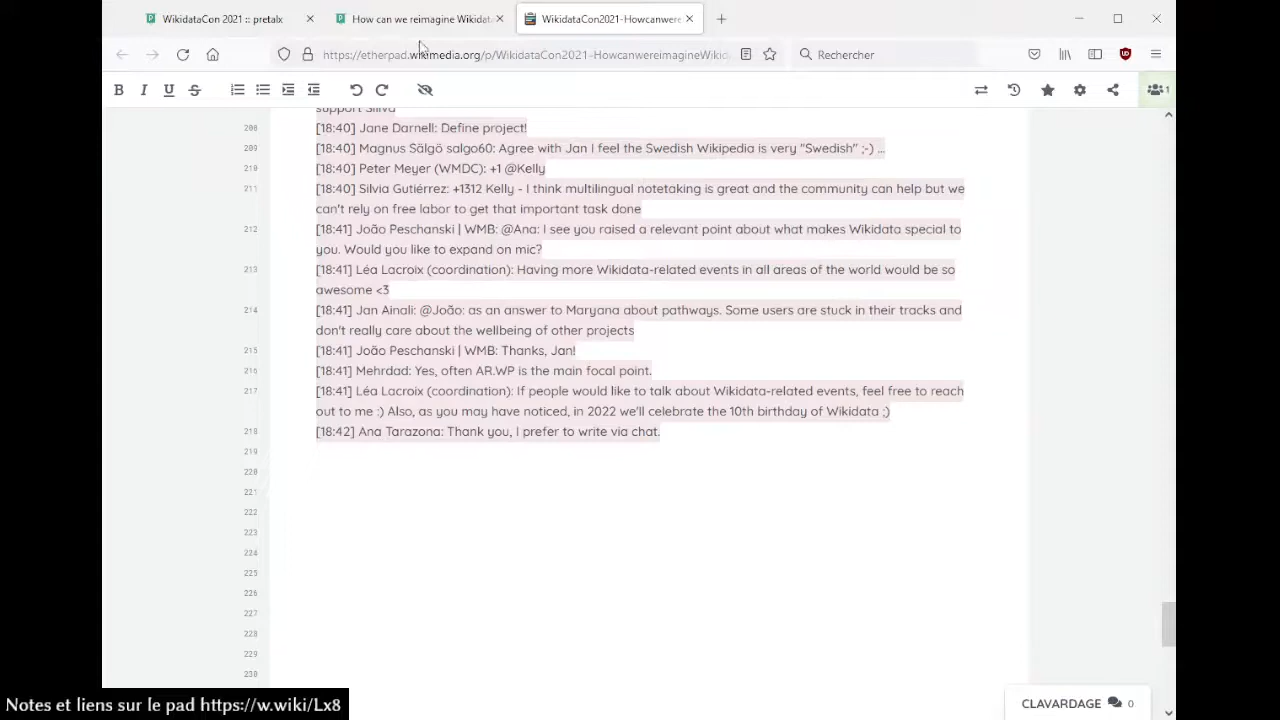 WikidataCon 2021 :: pretalx
How can we reimagine Wikidata
WikidataCon2021-Howcanwere
https://etherpad.wikimedia.org/p/WikidataCon2021-HowcanwereimagineWikid
Rechercher
B I U S
1
support Silva
208 [18:40] Jane Darnell: Define project!
209 [18:40] Magnus Sälgö salgo60: Agree with Jan I feel the Swedish Wikipedia is very "Swedish" ;-) ...
210 [18:40] Peter Meyer (WMDC): +1 @Kelly
211 [18:40] Silvia Gutiérrez: +1312 Kelly - I think multilingual notetaking is great and the community can help but we
can't rely on free labor to get that important task done
212 [18:41] João Peschanski | WMB: @Ana: I see you raised a relevant point about what makes Wikidata special to
you. Would you like to expand on mic?
213 [18:41] Léa Lacroix (coordination): Having more Wikidata-related events in all areas of the world would be so
awesome <3
214 [18:41] Jan Ainali: @João: as an answer to Maryana about pathways. Some users are stuck in their tracks and
don't really care about the wellbeing of other projects
215 [18:41] João Peschanski | WMB: Thanks, Jan!
216 [18:41] Mehrdad: Yes, often AR.WP is the main focal point.
217 [18:41] Léa Lacroix (coordination): If people would like to talk about Wikidata-related events, feel free to reach
out to me :) Also, as you may have noticed, in 2022 we'll celebrate the 10th birthday of Wikidata ;)
218 [18:42] Ana Tarazona: Thank you, I prefer to write via chat.
219
220
221
222
223
224
225
226
227
228
229
230
CLAVARDAGE 0
Notes et liens sur le pad https://w.wiki/Lx8